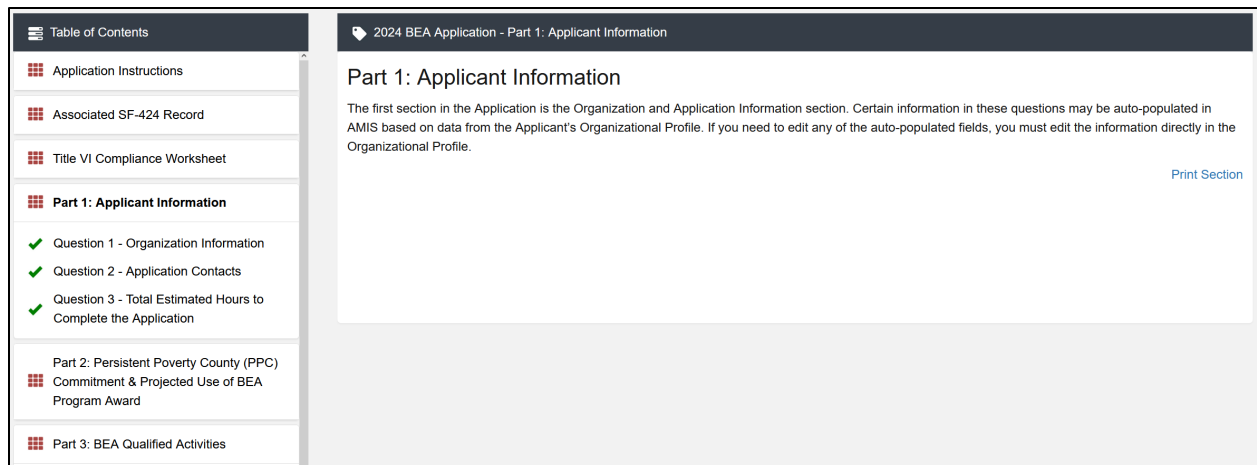 Table of Contents
Application Instructions
Associated SF-424 Record
Title VI Compliance Worksheet
Part 1: Applicant Information
Question 1 - Organization Information
Question 2 - Application Contacts
Question 3 - Total Estimated Hours to
Complete the Application
Part 2: Persistent Poverty County (PPC)
Commitment & Projected Use of BEA
Program Award
Part 3: BEA Qualified Activities
2024 BEA Application - Part 1: Applicant Information
Part 1: Applicant Information
The first section in the Application is the Organization and Application Information section. Certain information in these questions may be auto-populated in
AMIS based on data from the Applicant's Organizational Profile. If you need to edit any of the auto-populated fields, you must edit the information directly in the
Organizational Profile.
Print Section